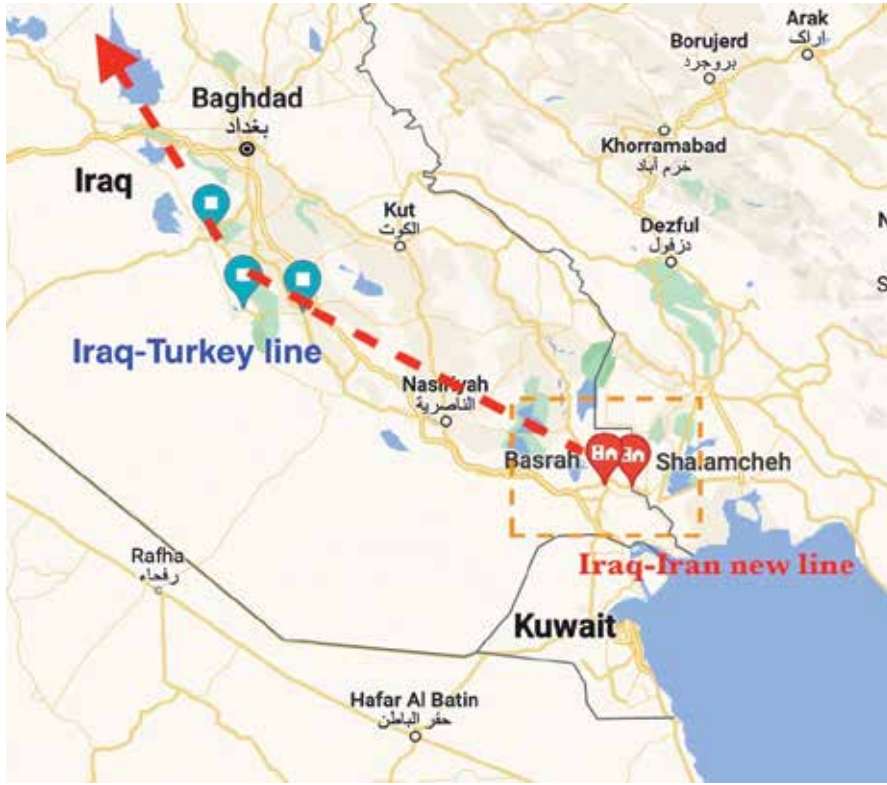 Arak
اراک
Borujerd
بروجرد
Baghdad
بغداد
Khorramabad
خرم آباد
Iraq
Kut
الكوت
Dezful
دزفول
N
S
Iraq-Turkey line
Nasiriyah
الناصرية
Basrah
Shalamcheh
Rafha
رفحاء
Iraq-Iran new line
Kuwait
Hafar Al Batin
حفر الباطن